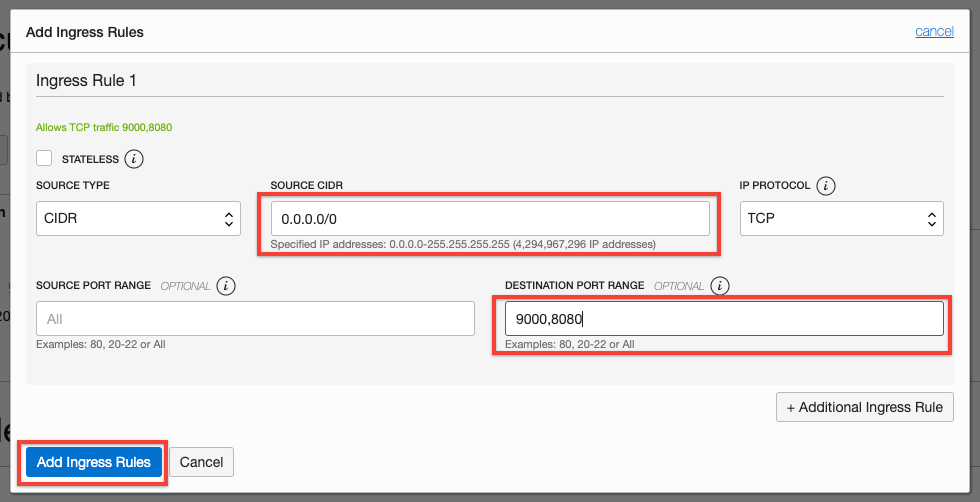 Add Ingress Rules
cancel
Ingress Rule 1
Allows TCP traffic 9000,8080
STATELESS i
SOURCE TYPE
SOURCE CIDR
IP PROTOCOL i
CIDR
0.0.0.0/0
TCP
Specified IP addresses: 0.0.0.0-255.255.255.255 (4,294,967,296 IP addresses)
SOURCE PORT RANGE OPTIONAL i
DESTINATION PORT RANGE OPTIONAL i
All
9000,8080
Examples: 80, 20-22 or All
Examples: 80, 20-22 or All
+ Additional Ingress Rule
Add Ingress Rules
Cancel